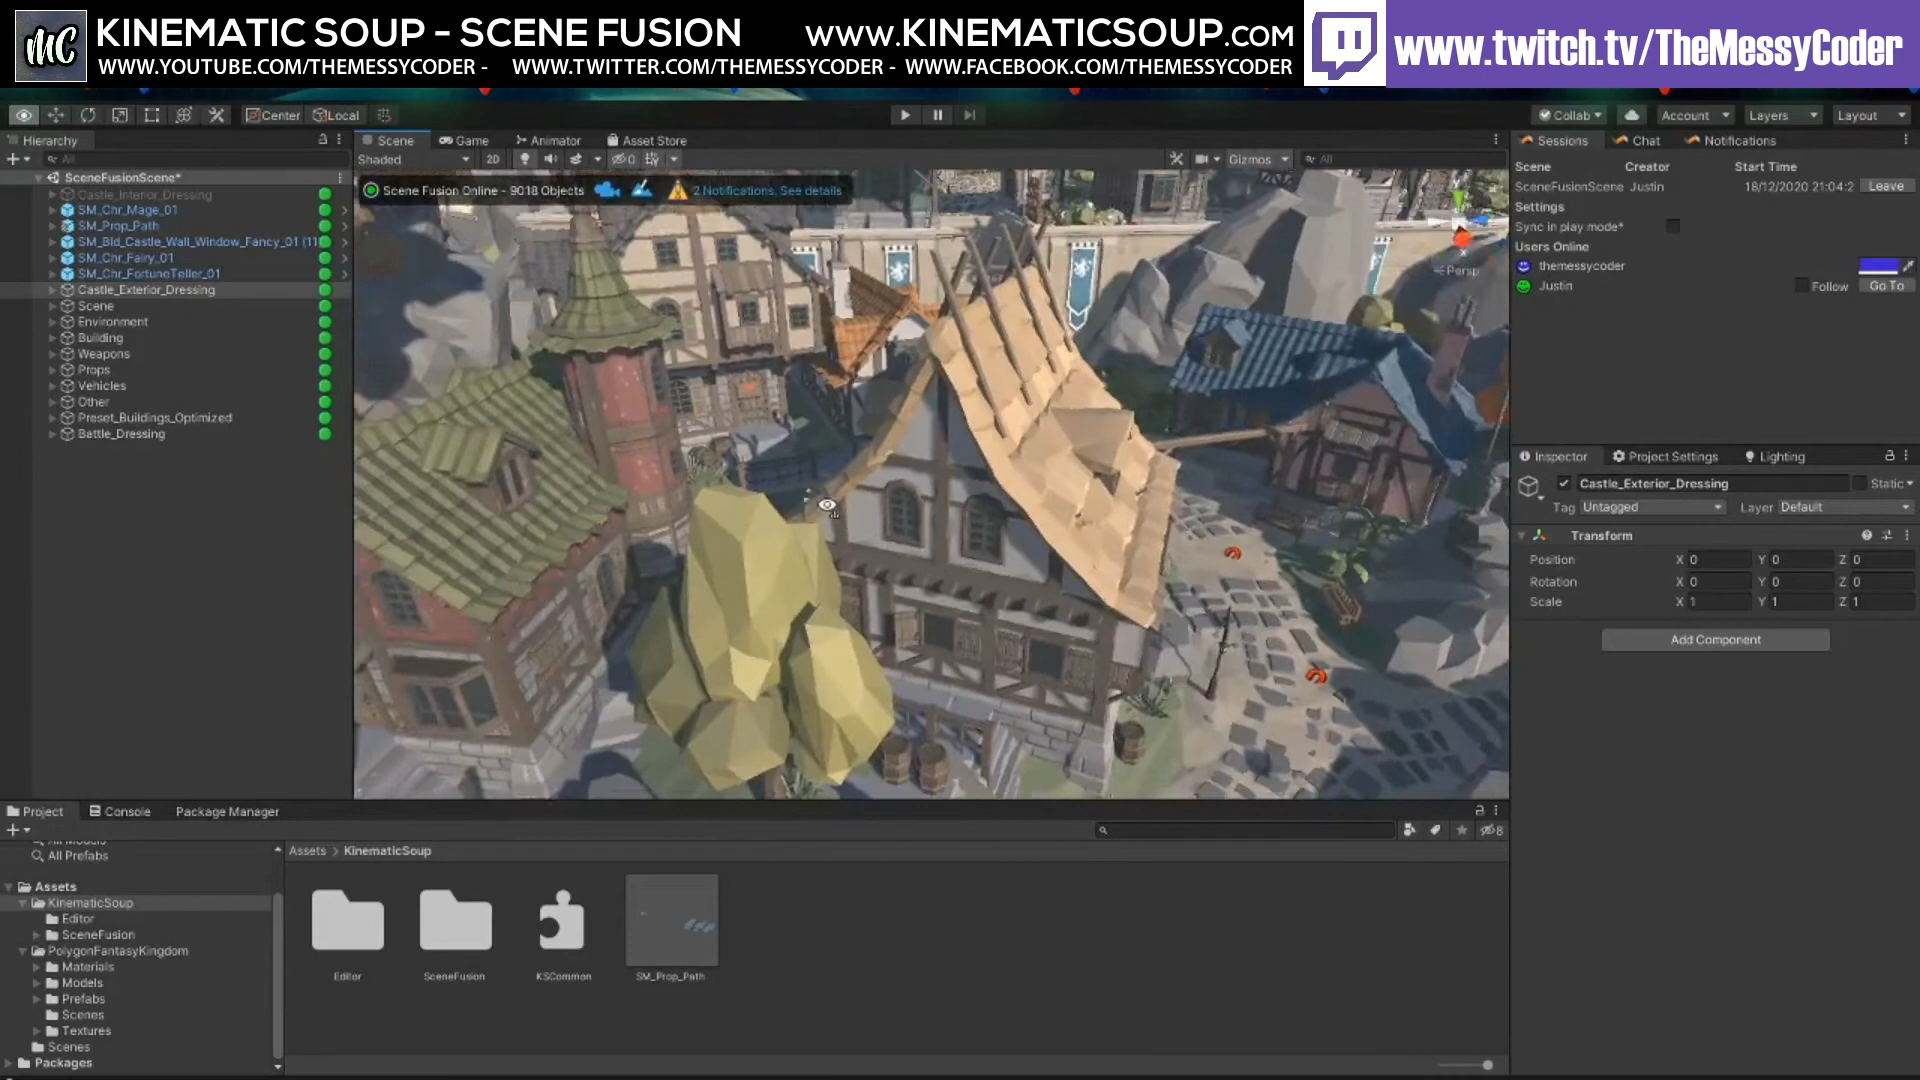 MC KINEMATIC SOUP - SCENE FUSION www.KINEMATICSOUP.com www.twitch.tv/TheMessyCoder
WWW.YOUTUBE.COM/THEMESSYCODER - WWW.TWITTER.COM/THEMESSYCODER - WWW.FACEBOOK.COM/THEMESSYCODER
Center Local Collab Account Layers Layout
Hierarchy Scene Game Animator Asset Store Sessions Chat Notifications
All Shaded 2D 0 Gizmos All
Scene Creator Start Time
SceneFusionScene Justin 18/12/2020 21:04:2 Leave
Settings
Sync in play mode*
Users Online
themessycoder
Justin Follow Go To
SceneFusionScene*
Castle_Interior_Dressing
SM_Chr_Mage_01
SM_Prop_Path
SM_Bld_Castle_Wall_Window_Fancy_01 (11
SM_Chr_Fairy_01
SM_Chr_FortuneTeller_01
Castle_Exterior_Dressing
Scene
Environment
Building
Weapons
Props
Vehicles
Other
Preset_Buildings_Optimized
Battle_Dressing
Scene Fusion Online - 9018 Objects 2 Notifications. See details
Persp
Inspector Project Settings Lighting
Castle_Exterior_Dressing Static
Tag Untagged Layer Default
Transform
Position X 0 Y 0 Z 0
Rotation X 0 Y 0 Z 0
Scale X 1 Y 1 Z 1
Add Component
Project Console Package Manager
8
All Models
All Prefabs
Assets
KinematicSoup
Editor
SceneFusion
PolygonFantasyKingdom
Materials
Models
Prefabs
Scenes
Textures
Scenes
Packages
Assets > KinematicSoup
Editor SceneFusion KSCommon SM_Prop_Path